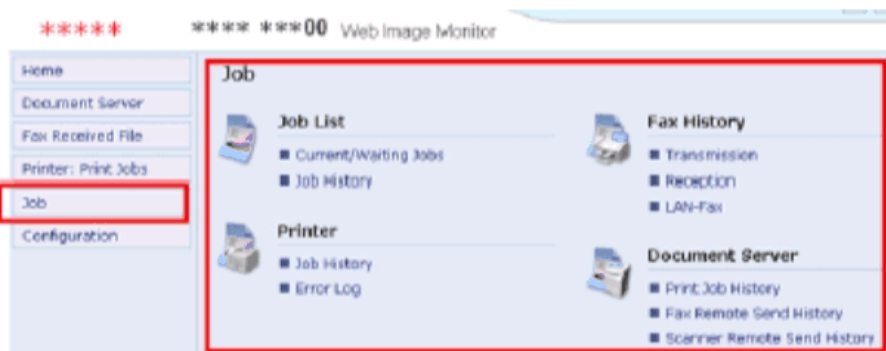 ***** **** ***00 Web Image Monitor
Home
Document Server
Fax Received File
Printer: Print Jobs
Job
Configuration
Job
Job List
Current/Waiting Jobs
Job History
Printer
Job History
Error Log
Fax History
Transmission
Reception
LAN-Fax
Document Server
Print Job History
Fax Remote Send History
Scanner Remote Send History